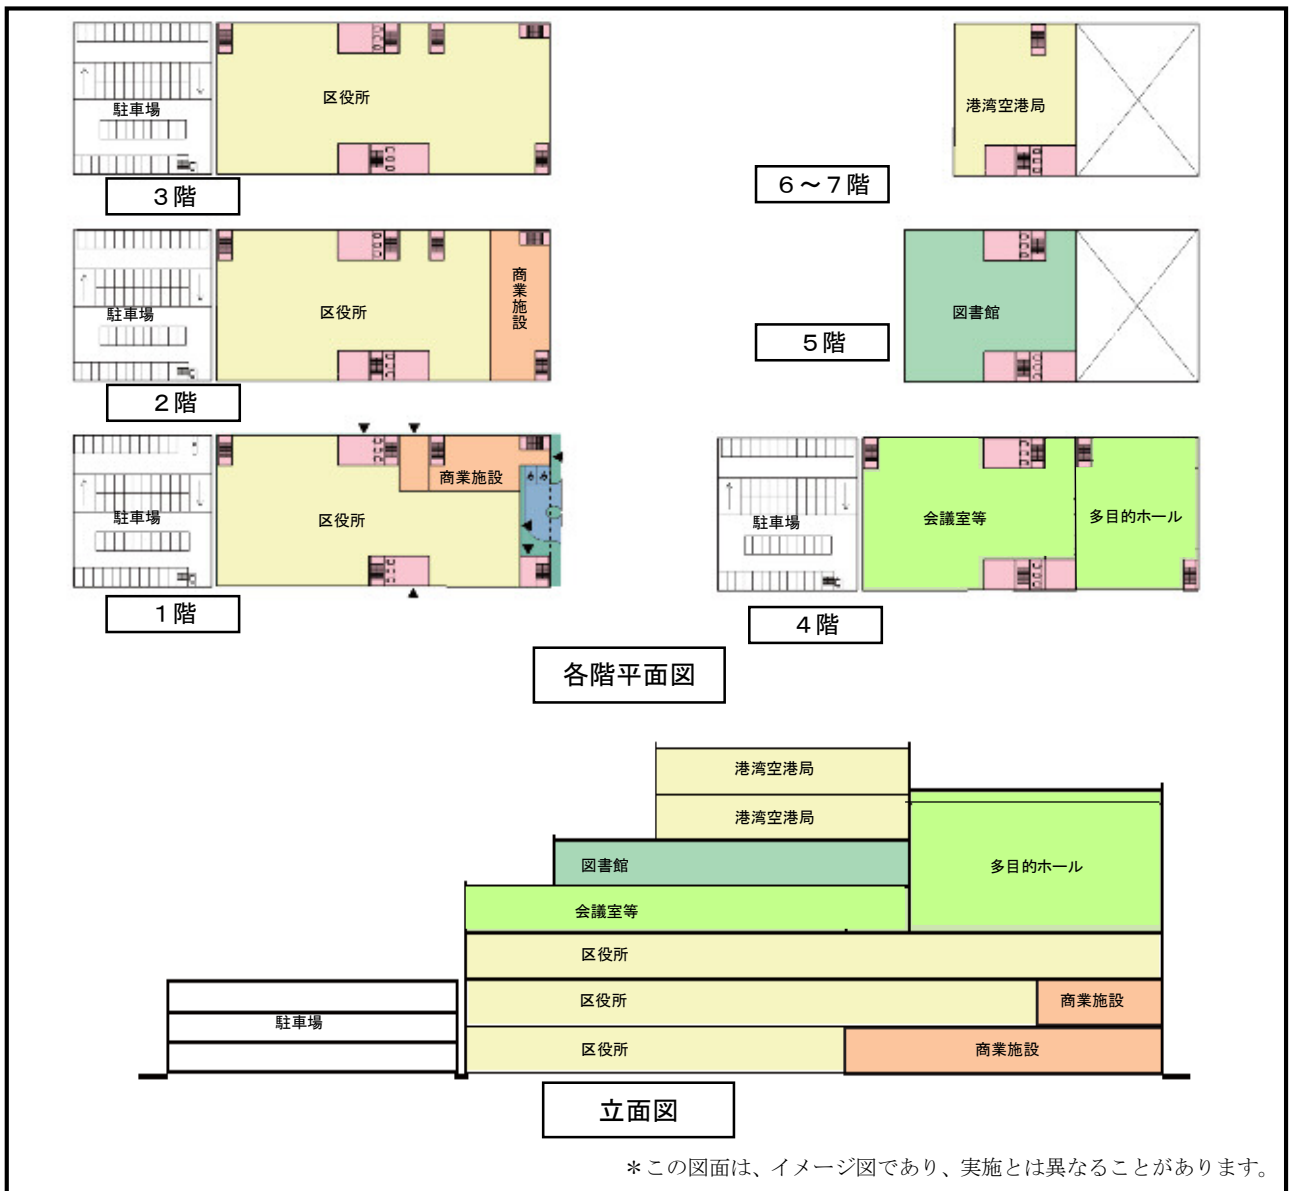 区役所
駐車場
3階
港湾空港局
6～7階
区役所
商業施設
駐車場
2階
図書館
5階
商業施設
区役所
駐車場
1階
会議室等
多目的ホール
駐車場
4階
各階平面図
港湾空港局
港湾空港局
図書館
多目的ホール
会議室等
区役所
区役所
商業施設
駐車場
区役所
商業施設
立面図
＊この図面は、イメージ図であり、実施とは異なることがあります。